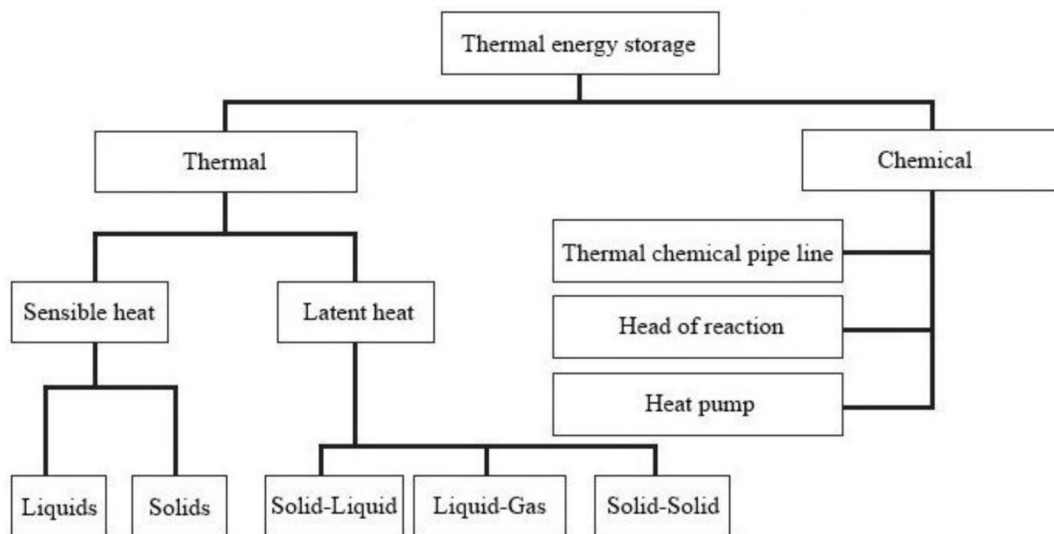 Thermal energy storage
Thermal
Chemical
Thermal chemical pipe line
Sensible heat
Latent heat
Head of reaction
Heat pump
Liquids
Solids
Solid-Liquid
Liquid-Gas
Solid-Solid